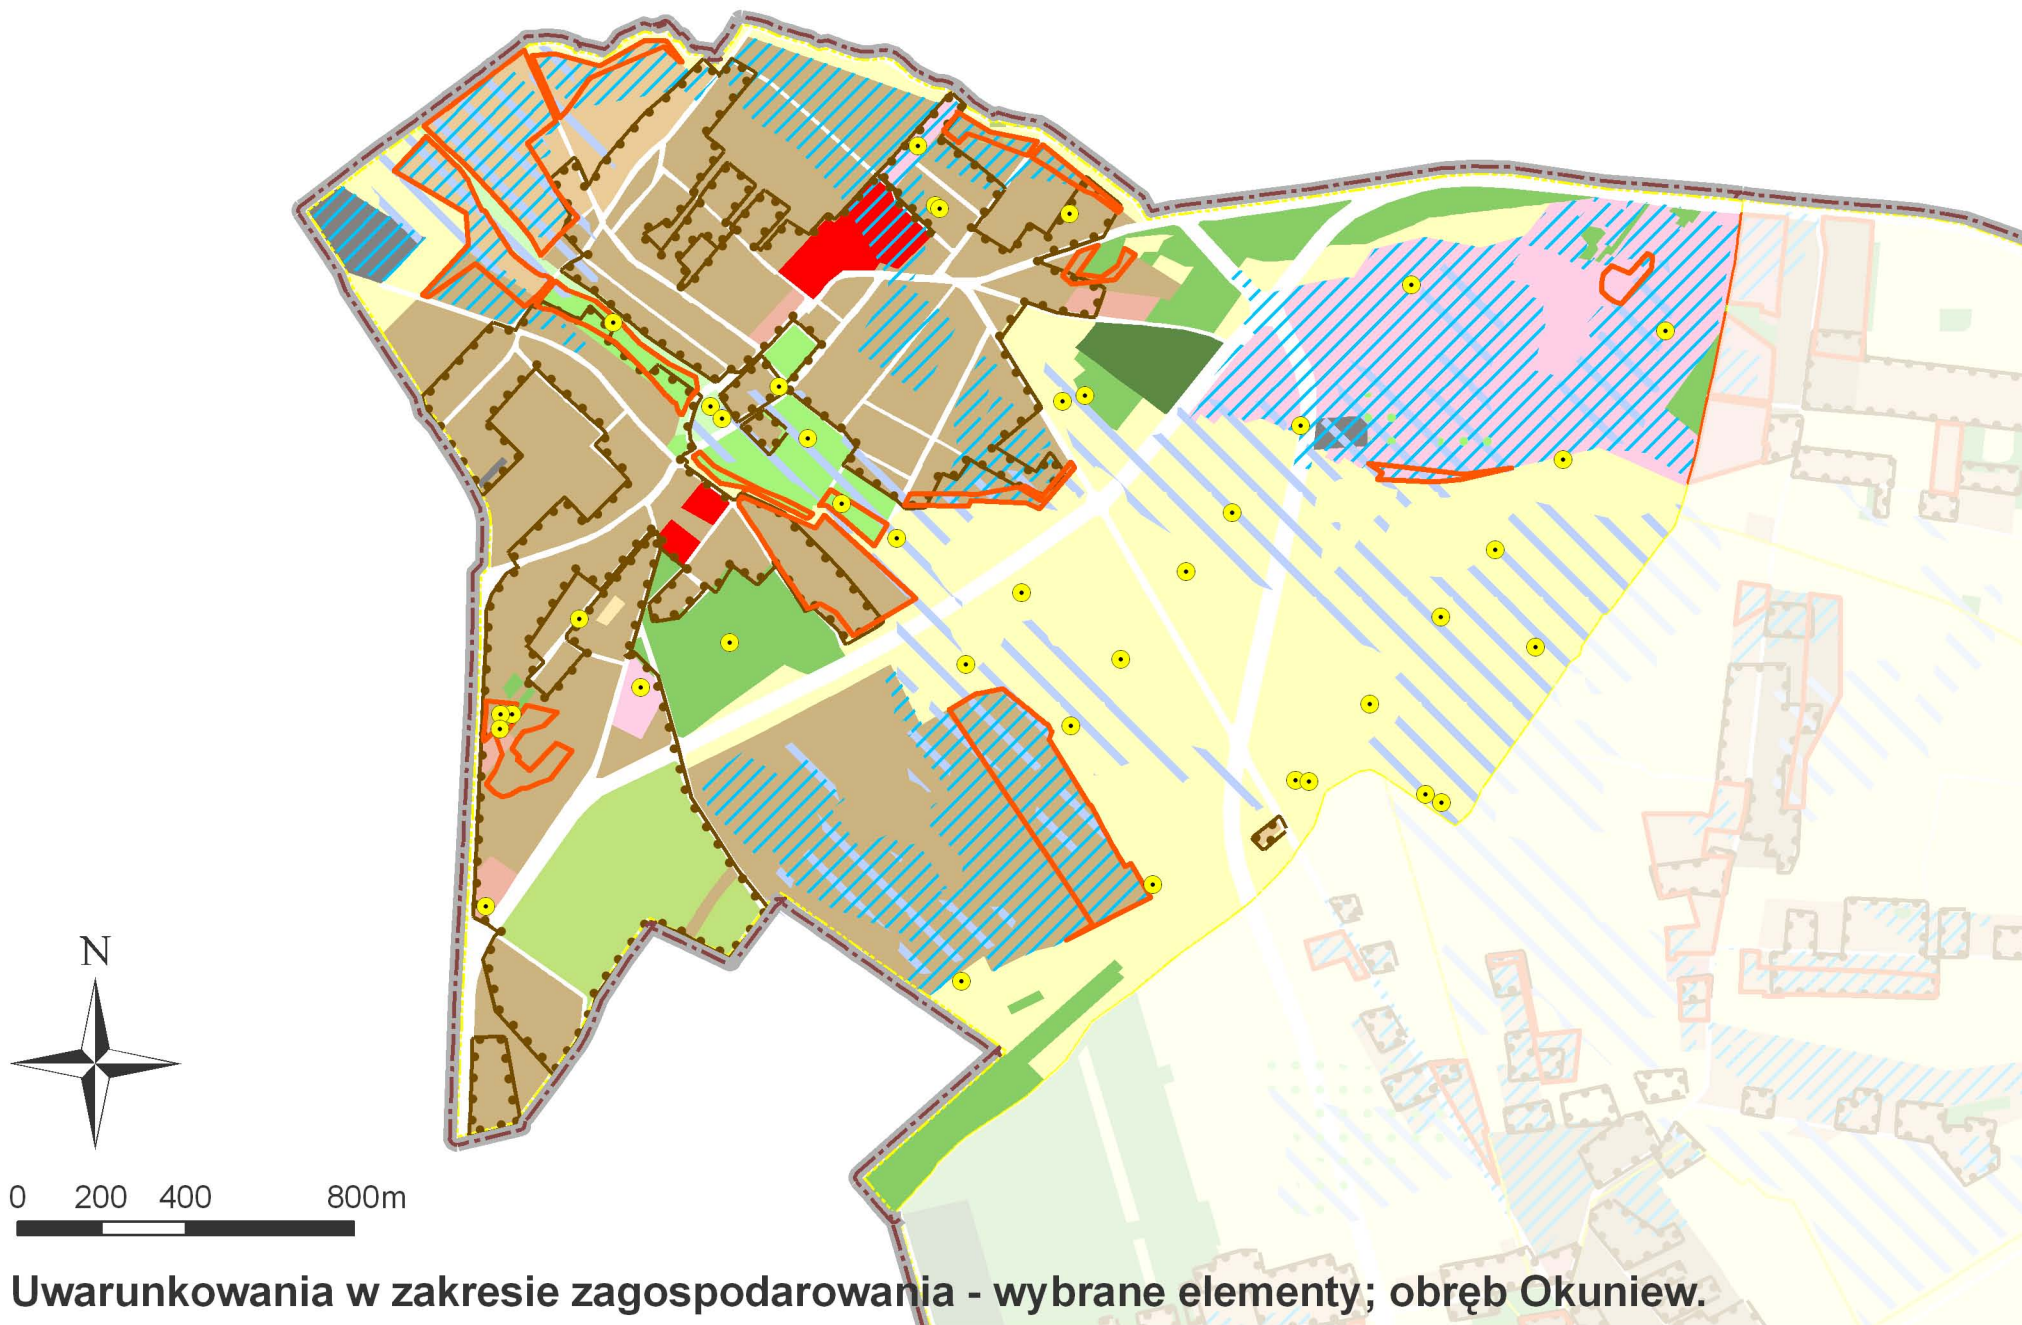 N
0 200 400 800m
Uwarunkowania w zakresie zagospodarowania - wybrane elementy; obręb Okuniew.